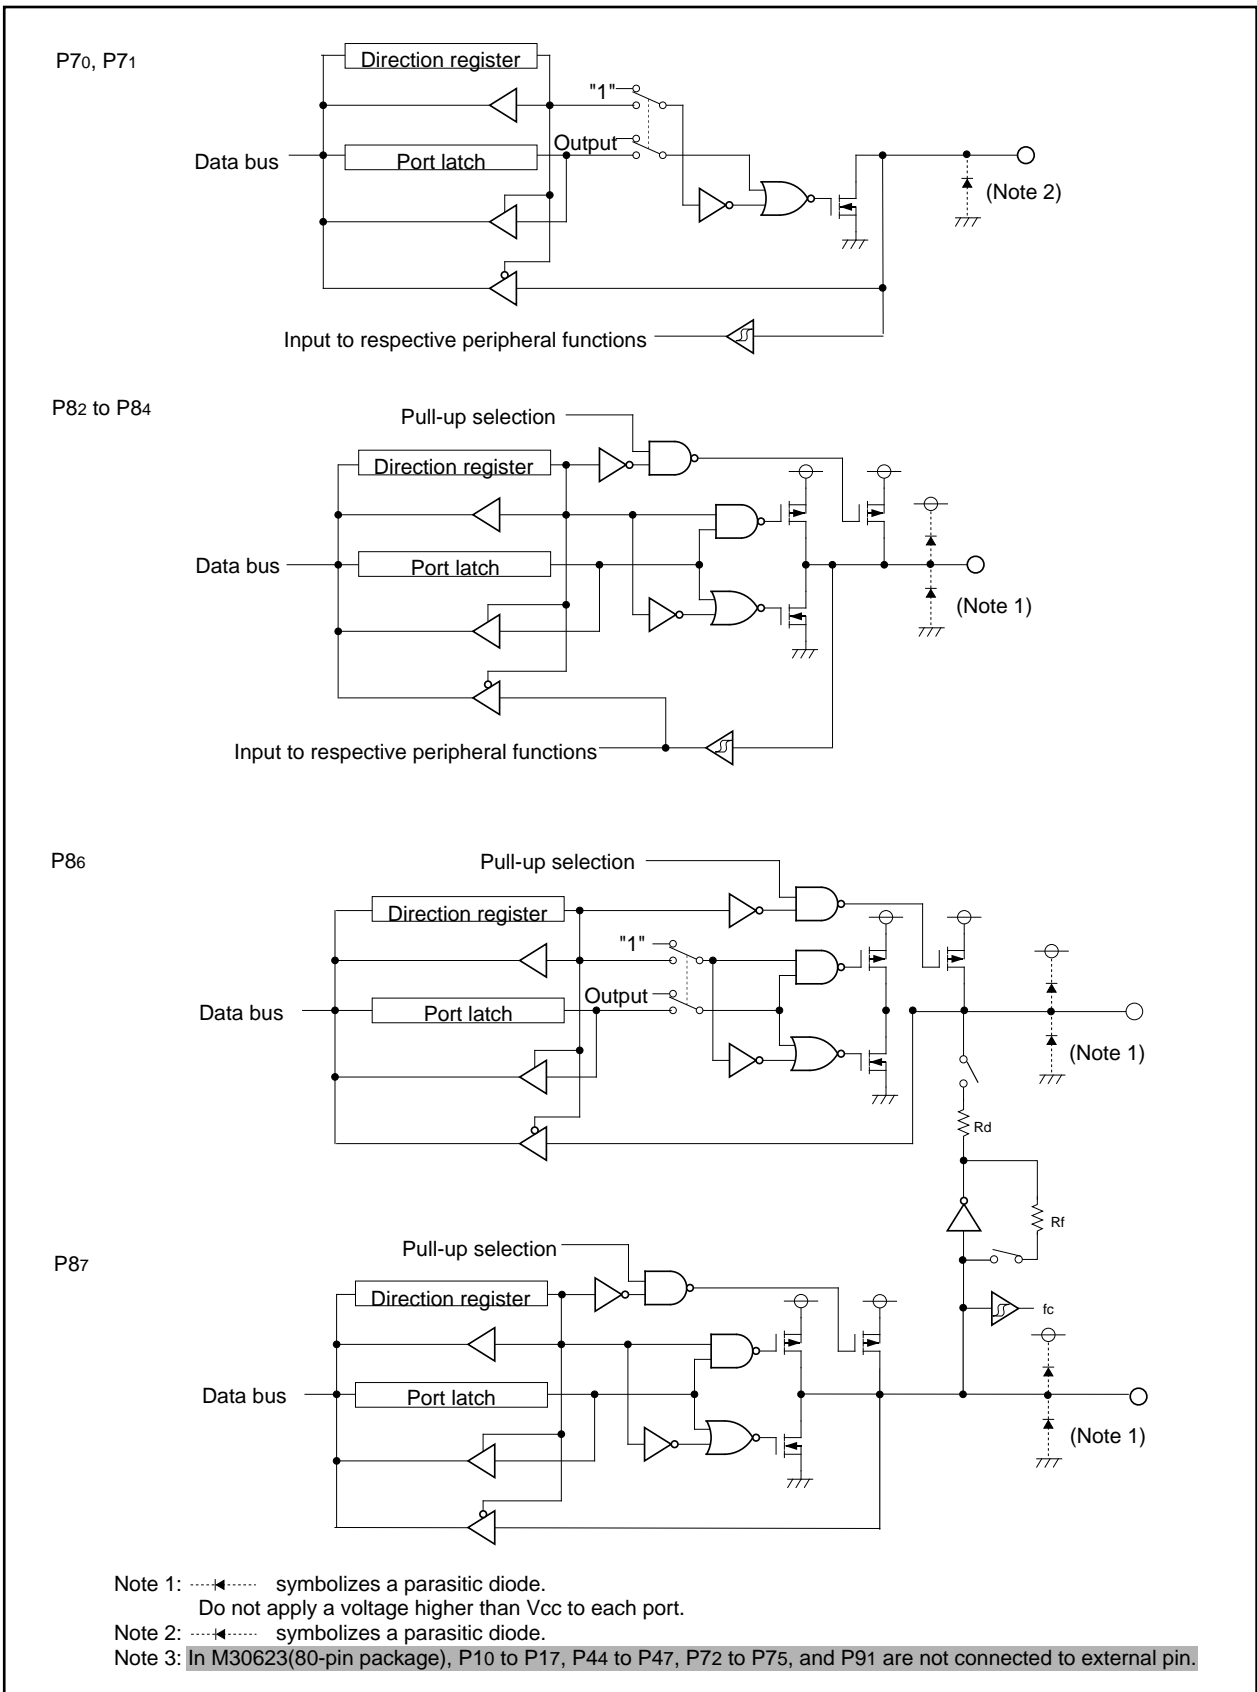 P70, P71
Direction register
"1"
Output
Data bus
Port latch
(Note 2)
Input to respective peripheral functions
P82 to P84
Pull-up selection
Direction register
Data bus
Port latch
(Note 1)
Input to respective peripheral functions
P86
Pull-up selection
Direction register
"1"
Output
Data bus
Port latch
(Note 1)
Rd
Rf
P87
Pull-up selection
Direction register
fc
Data bus
Port latch
(Note 1)
Note 1: symbolizes a parasitic diode.
Do not apply a voltage higher than Vcc to each port.
Note 2: symbolizes a parasitic diode.
Note 3: In M30623(80-pin package), P10 to P17, P44 to P47, P72 to P75, and P91 are not connected to external pin.